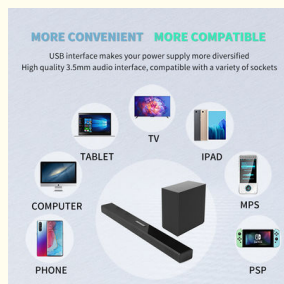 MORE CONVENIENT MORE COMPATIBLE
USB interface makes your power supply more diversified
High quality 3.5mm audio interface, compatible with a variety of sockets
TV
TABLET
IPAD
COMPUTER
MPS
PHONE
PSP